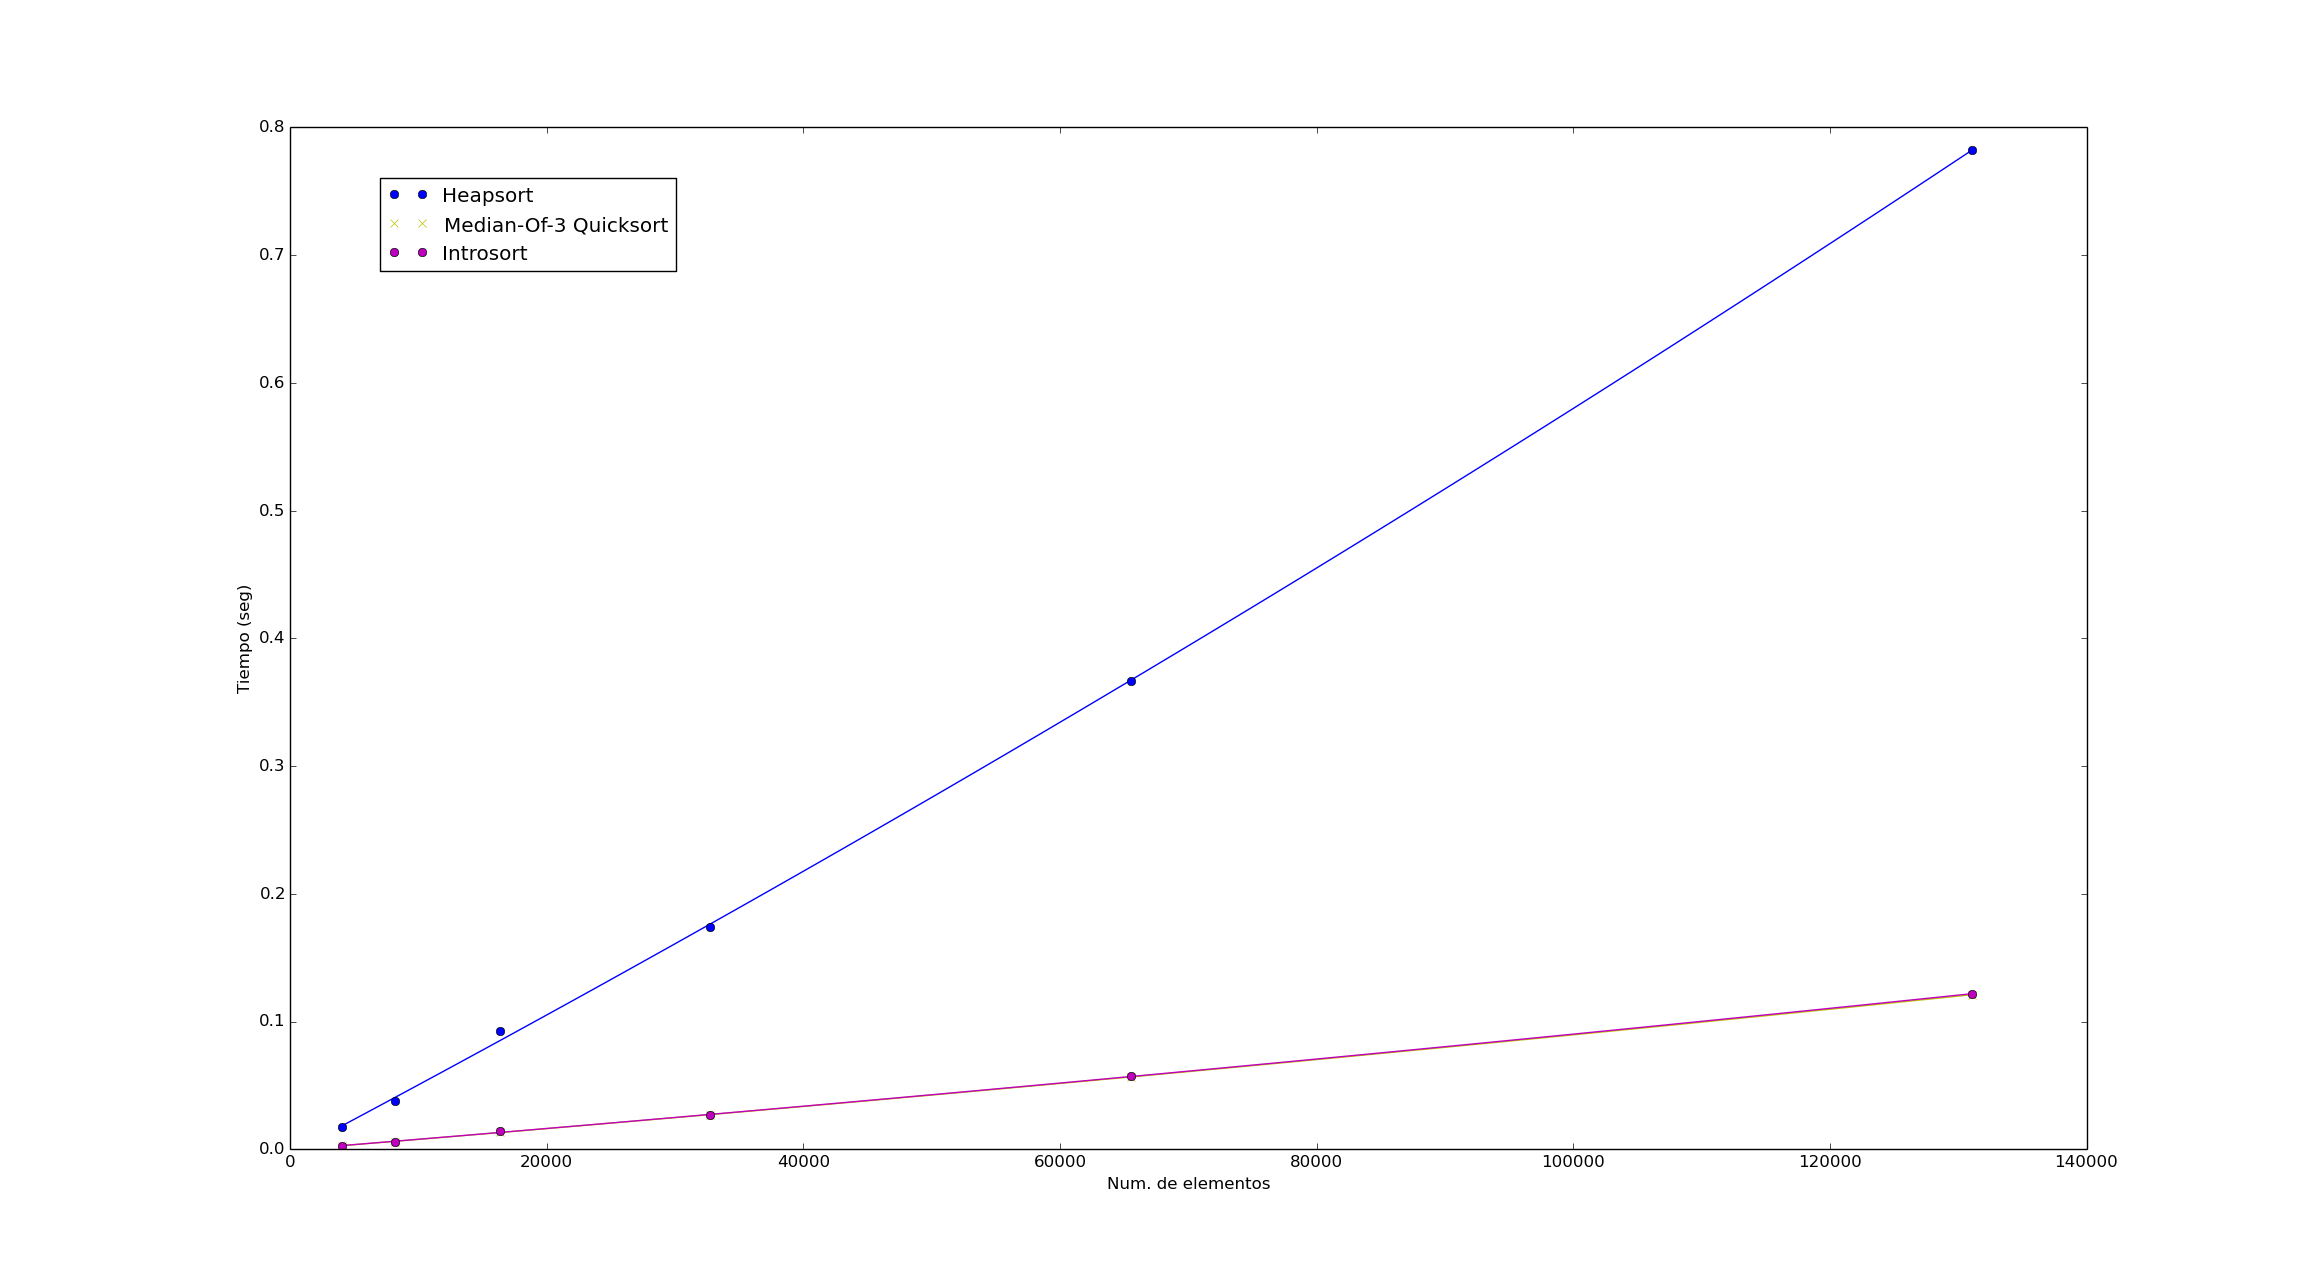 0.8
0.7
0.6
0.5
0.4
0.3
0.2
0.1
0.0
Tiempo (seg)
Heapsort
Median-Of-3 Quicksort
Introsort
0 20000 40000 60000 80000 100000 120000 140000
Num. de elementos